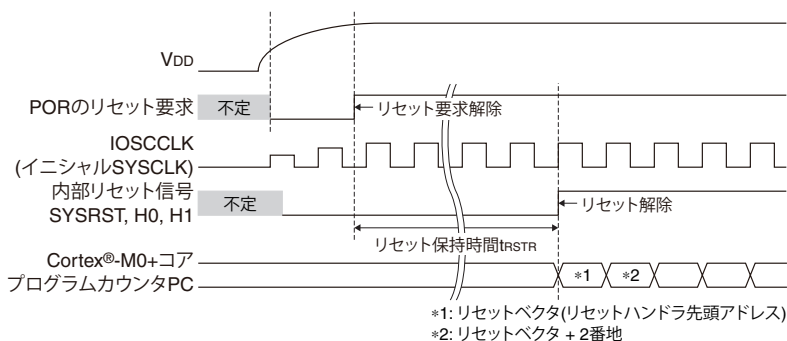 VDD
PORのリセット要求
不定
リセット要求解除
IOSCCLK
(イニシャルSYSCLK)
内部リセット信号
SYSRST, H0, H1
不定
リセット解除
リセット保持時間tRSTR
Cortex®-M0+コア
プログラムカウンタPC
*1
*2
*1: リセットベクタ(リセットハンドラ先頭アドレス)
*2: リセットベクタ + 2番地